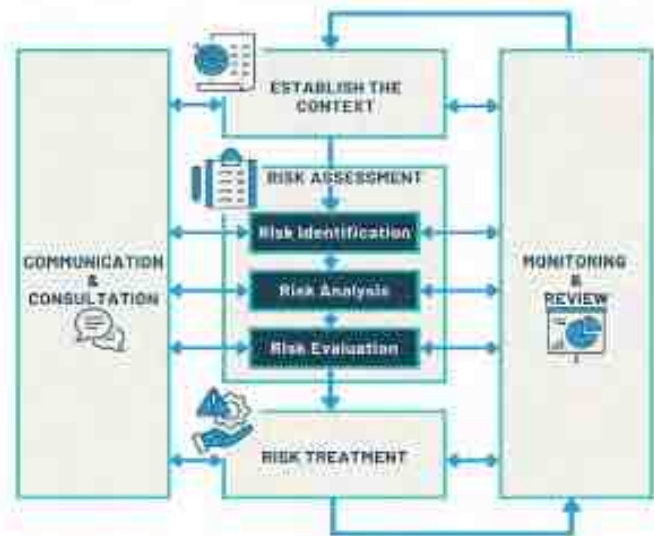 ESTABLISH THE
CONTEXT
RISK ASSESSMENT
Risk Identification
Risk Analysis
Risk Evaluation
COMMUNICATION
&
CONSULTATION
MONITORING
&
REVIEW
RISK TREATMENT